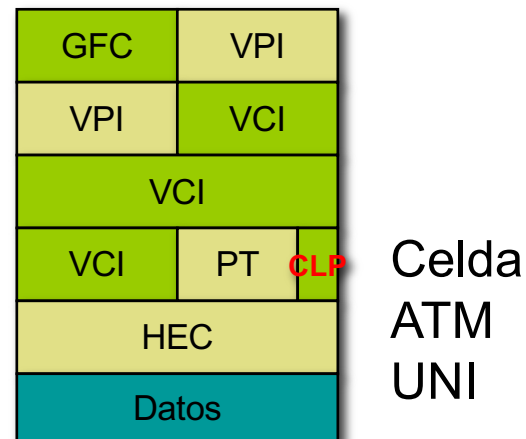 GFC VPI
VPI VCI
VCI
VCI PT CLP
HEC
Datos
Celda
ATM
UNI